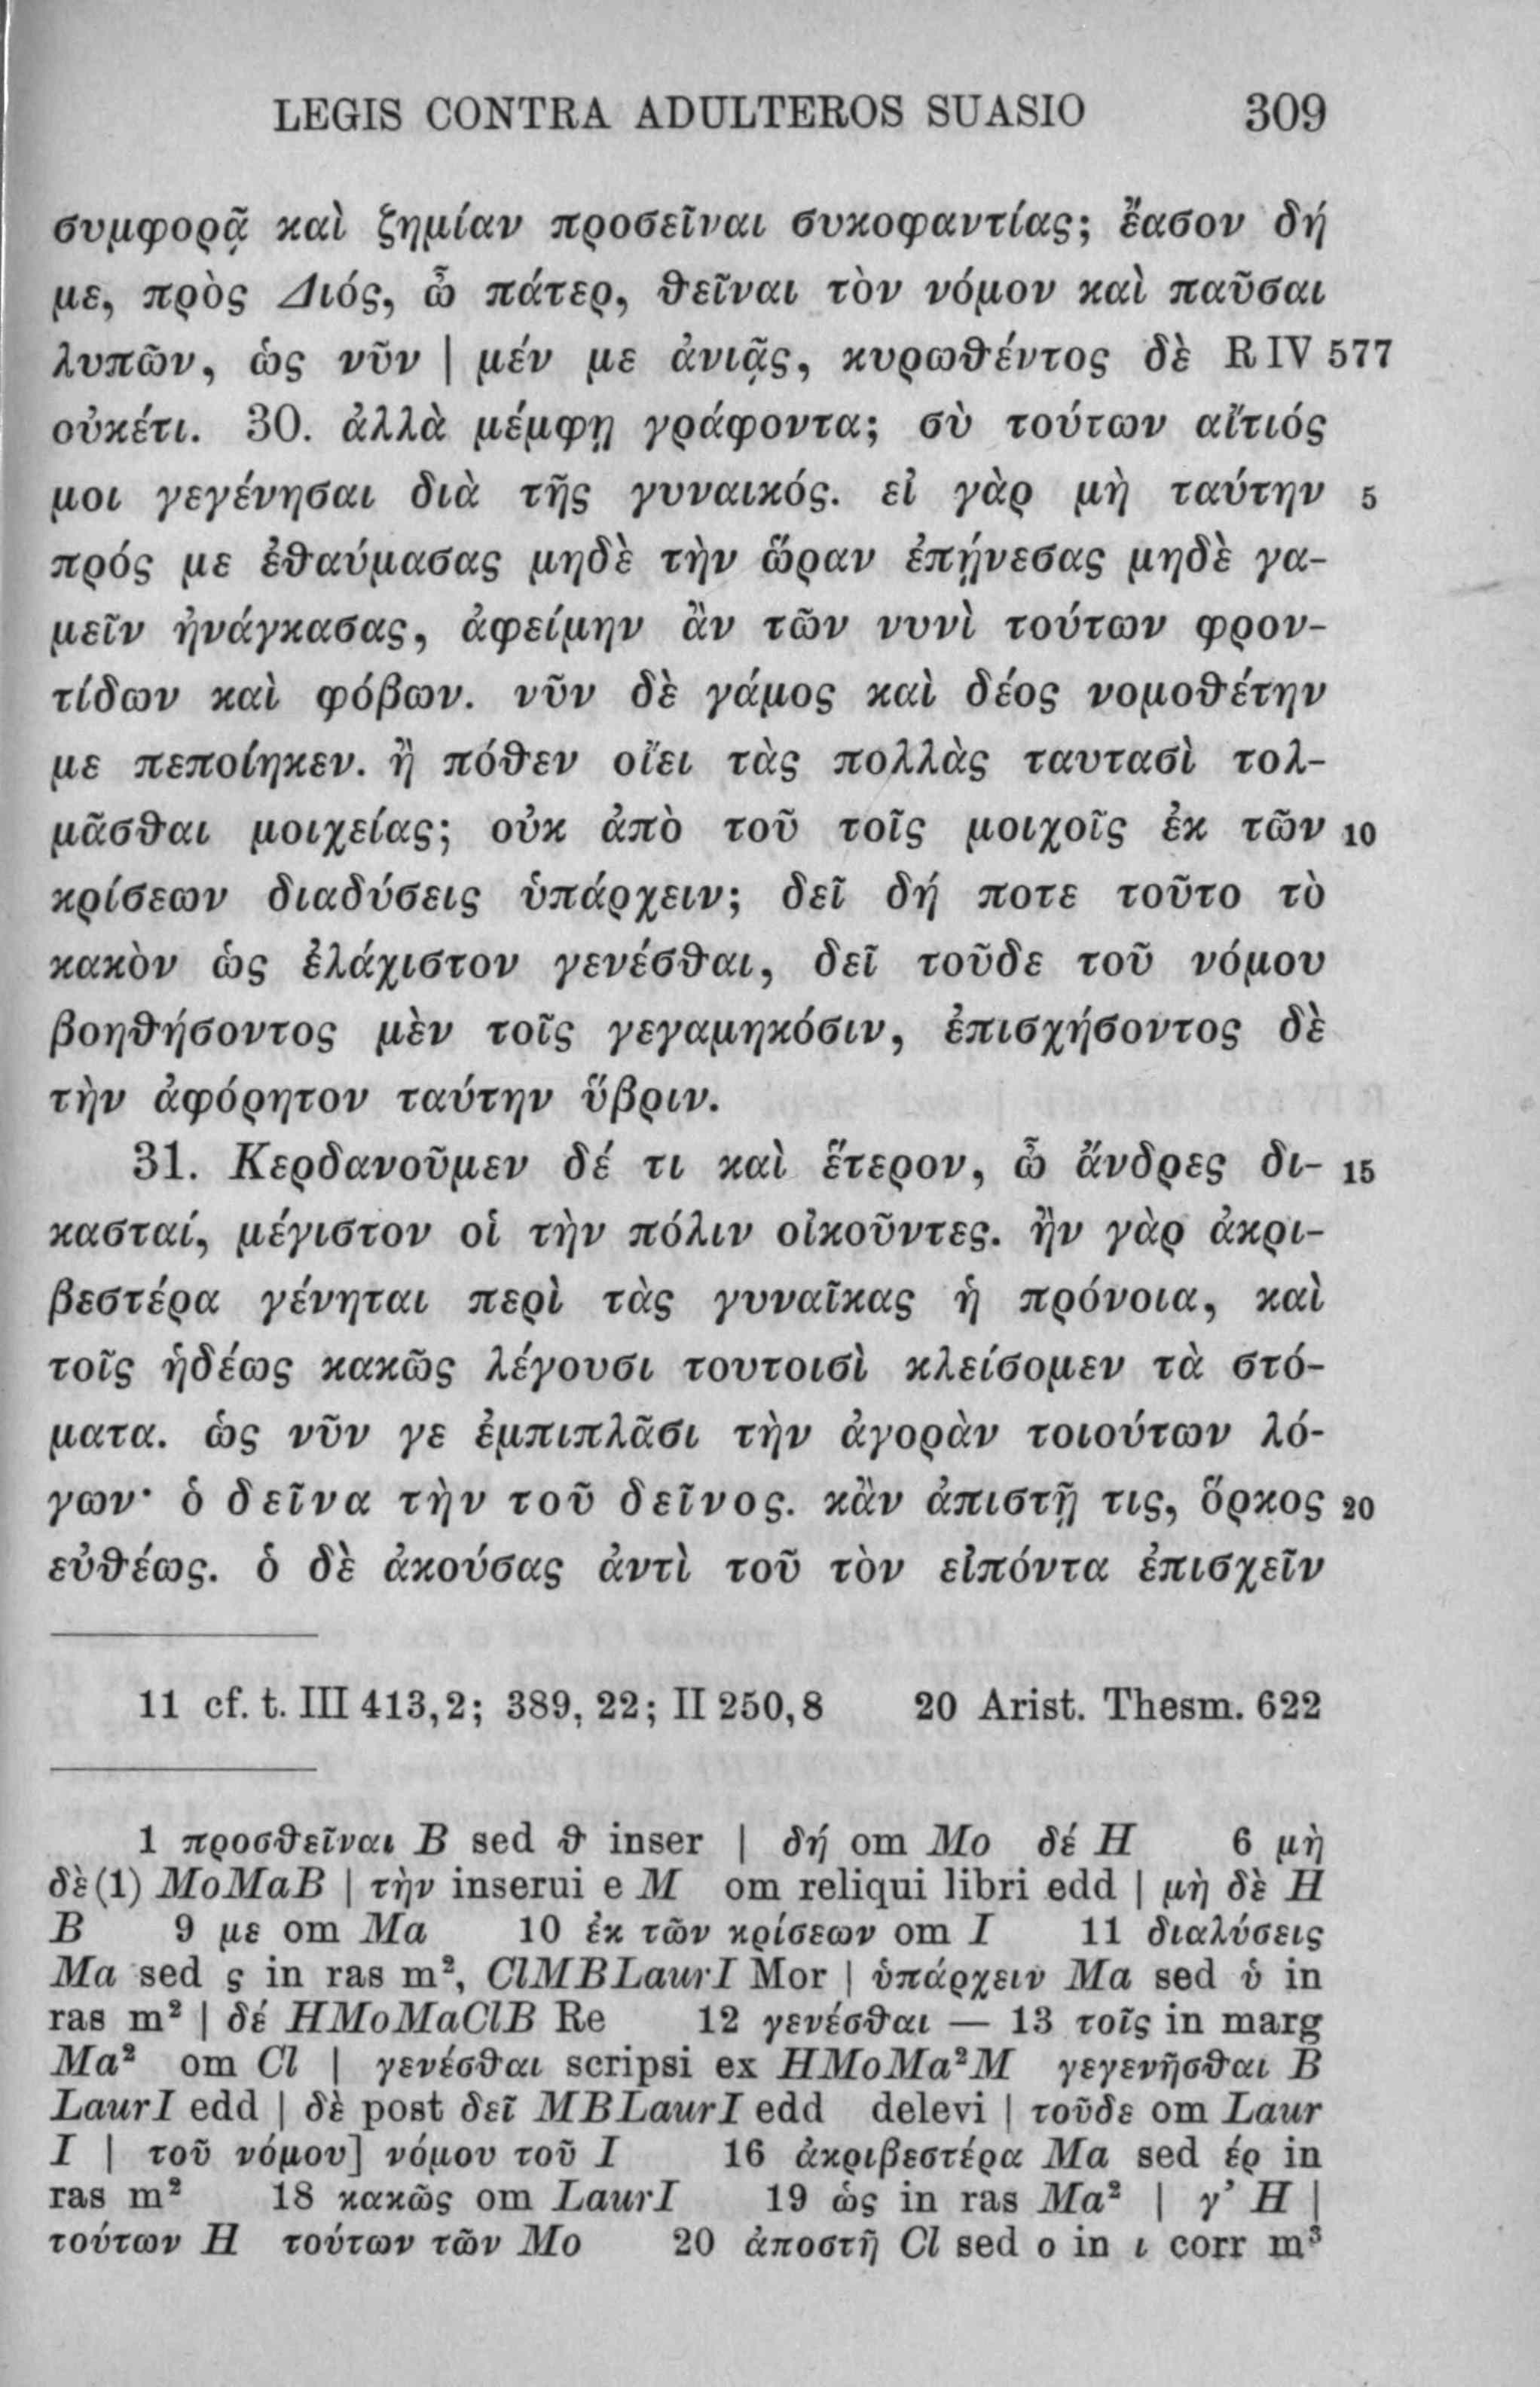 LEGIS CONTRA ADULTEROS SUASIO 309
συμφορᾷ καὶ ζημίαν προσεῖναι συκοφαντίας; ἔασον δή
με, πρὸς Διός, ὦ πάτερ, θεῖναι τὸν νόμον καὶ παῦσαι
λυπῶν, ὡς νῦν | μέν με ἀνιᾷς, κυρωθέντος δὲ R IV 577
οὐκέτι. 30. ἀλλὰ μέμφῃ γράφοντα; σὺ τούτων αἴτιός
μοι γεγένησαι διὰ τῆς γυναικός. εἰ γὰρ μὴ ταύτην 5
πρός με ἐθαύμασας μηδὲ τὴν ὥραν ἐπῄνεσας μηδὲ γα-
μεῖν ἠνάγκασας, ἀφείμην ἂν τῶν νυνὶ τούτων φρον-
τίδων καὶ φόβων. νῦν δὲ γάμος καὶ δέος νομοθέτην
με πεποίηκεν. ἢ πόθεν οἴει τὰς πολλὰς ταυτασὶ τολ-
μᾶσθαι μοιχείας; οὐκ ἀπὸ τοῦ τοῖς μοιχοῖς ἐκ τῶν 10
κρίσεων διαδύσεις ὑπάρχειν; δεῖ δή ποτε τοῦτο τὸ
κακὸν ὡς ἐλάχιστον γενέσθαι, δεῖ τοῦδε τοῦ νόμου
βοηθήσοντος μὲν τοῖς γεγαμηκόσιν, ἐπισχήσοντος δὲ
τὴν ἀφόρητον ταύτην ὕβριν.
31. Κερδανοῦμεν δέ τι καὶ ἕτερον, ὦ ἄνδρες δι- 15
κασταί, μέγιστον οἱ τὴν πόλιν οἰκοῦντες. ἢν γὰρ ἀκρι-
βεστέρα γένηται περὶ τὰς γυναῖκας ἡ πρόνοια, καὶ
τοῖς ἡδέως κακῶς λέγουσι τουτοισὶ κλείσομεν τὰ στό-
ματα. ὡς νῦν γε ἐμπιπλᾶσι τὴν ἀγορὰν τοιούτων λό-
γων· ὁ δεῖνα τὴν τοῦ δεῖνος. κἂν ἀπιστῇ τις, ὅρκος 20
εὐθέως. ὁ δὲ ἀκούσας ἀντὶ τοῦ τὸν εἰπόντα ἐπισχεῖν
11 cf. t. III 413,2; 389, 22; II 250,8 20 Arist. Thesm. 622
1 προσθεῖναι B sed θ inser | δή om Mo δέ H 6 μὴ
δὲ(1) MoMaB | τὴν inserui e M om reliqui libri edd | μὴ δὲ H
B 9 με om Ma 10 ἐκ τῶν κρίσεων om I 11 διαλύσεις
Ma sed ς in ras m², ClMBLaurI Mor | ὑπάρχειν Ma sed ὑ in
ras m² | δέ HMoMaClB Re 12 γενέσθαι — 13 τοῖς in marg
Ma² om Cl | γενέσθαι scripsi ex HMoMa²M γεγενῆσθαι B
LaurI edd | δὲ post δεῖ MBLaurI edd delevi | τοῦδε om Laur
I | τοῦ νόμου] νόμου τοῦ I 16 ἀκριβεστέρα Ma sed έρ in
ras m² 18 κακῶς om LaurI 19 ὡς in ras Ma² | γ’ H |
τούτων H τούτων τῶν Mo 20 ἀποστῆ Cl sed ο in ι corr m³